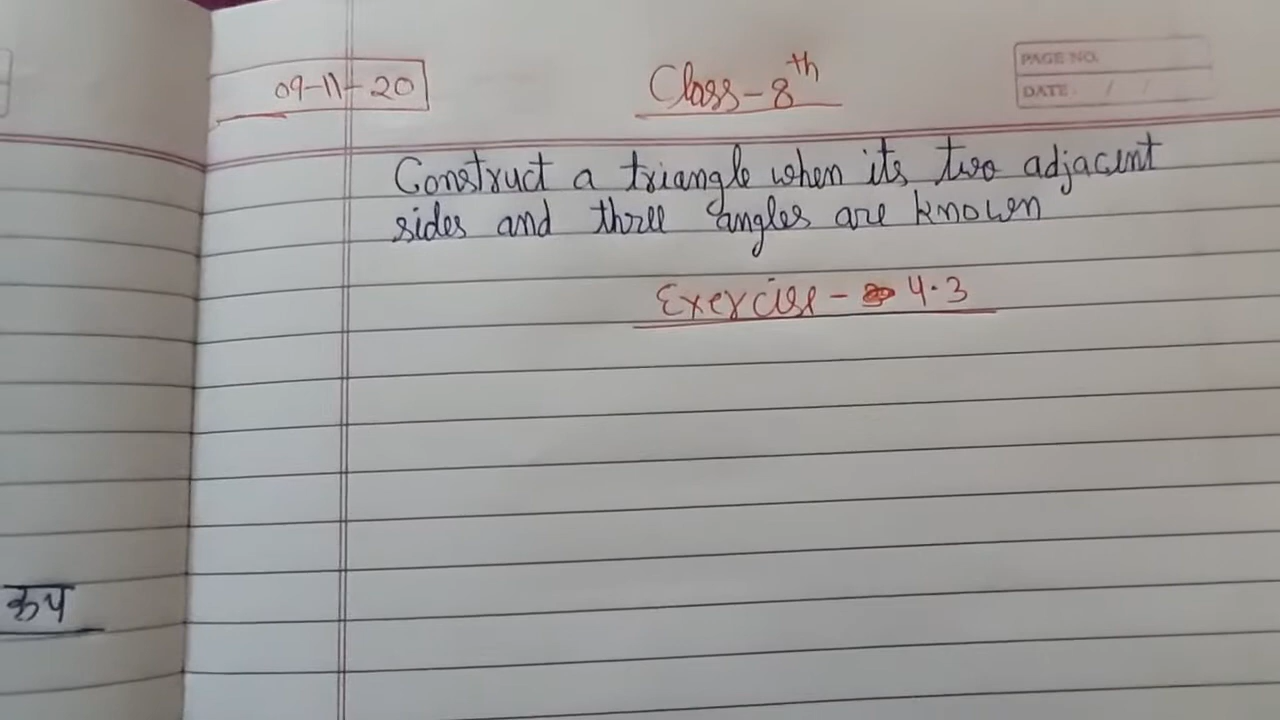 09-11-20
Class-8th
PAGE NO.
DATE: / /
Construct a triangle when its two adjacent
sides and three angles are known
Exercise - 4.3
कप